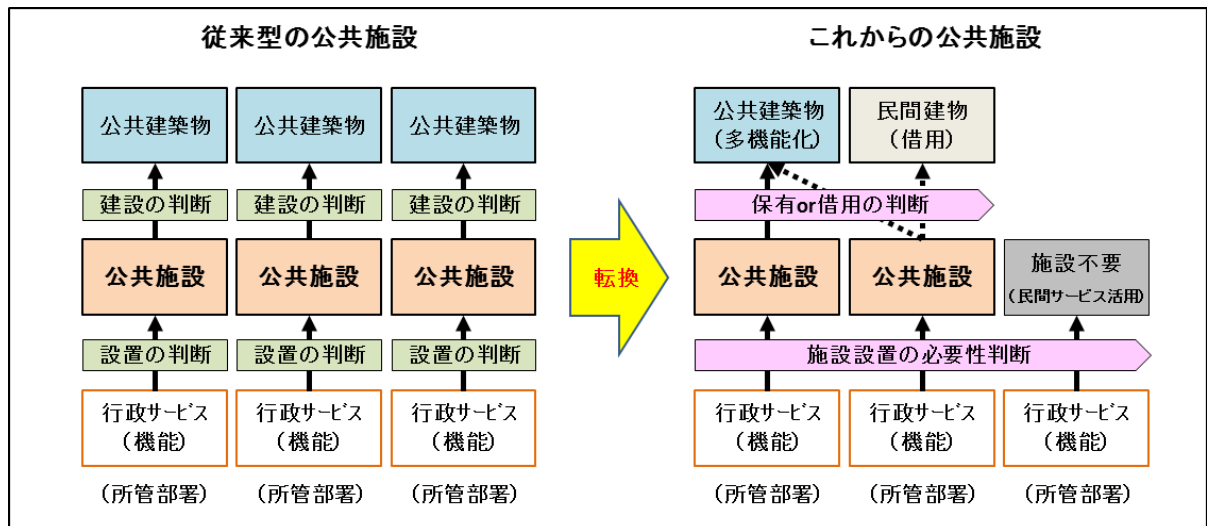 従来型の公共施設
公共建築物
公共建築物
公共建築物
建設の判断
建設の判断
建設の判断
公共施設
公共施設
公共施設
設置の判断
設置の判断
設置の判断
行政サービス
(機能)
行政サービス
(機能)
行政サービス
(機能)
(所管部署)
(所管部署)
(所管部署)
転換
これからの公共施設
公共建築物
(多機能化)
民間建物
(借用)
保有or借用の判断
公共施設
公共施設
施設不要
(民間サービス活用)
施設設置の必要性判断
行政サービス
(機能)
行政サービス
(機能)
行政サービス
(機能)
(所管部署)
(所管部署)
(所管部署)